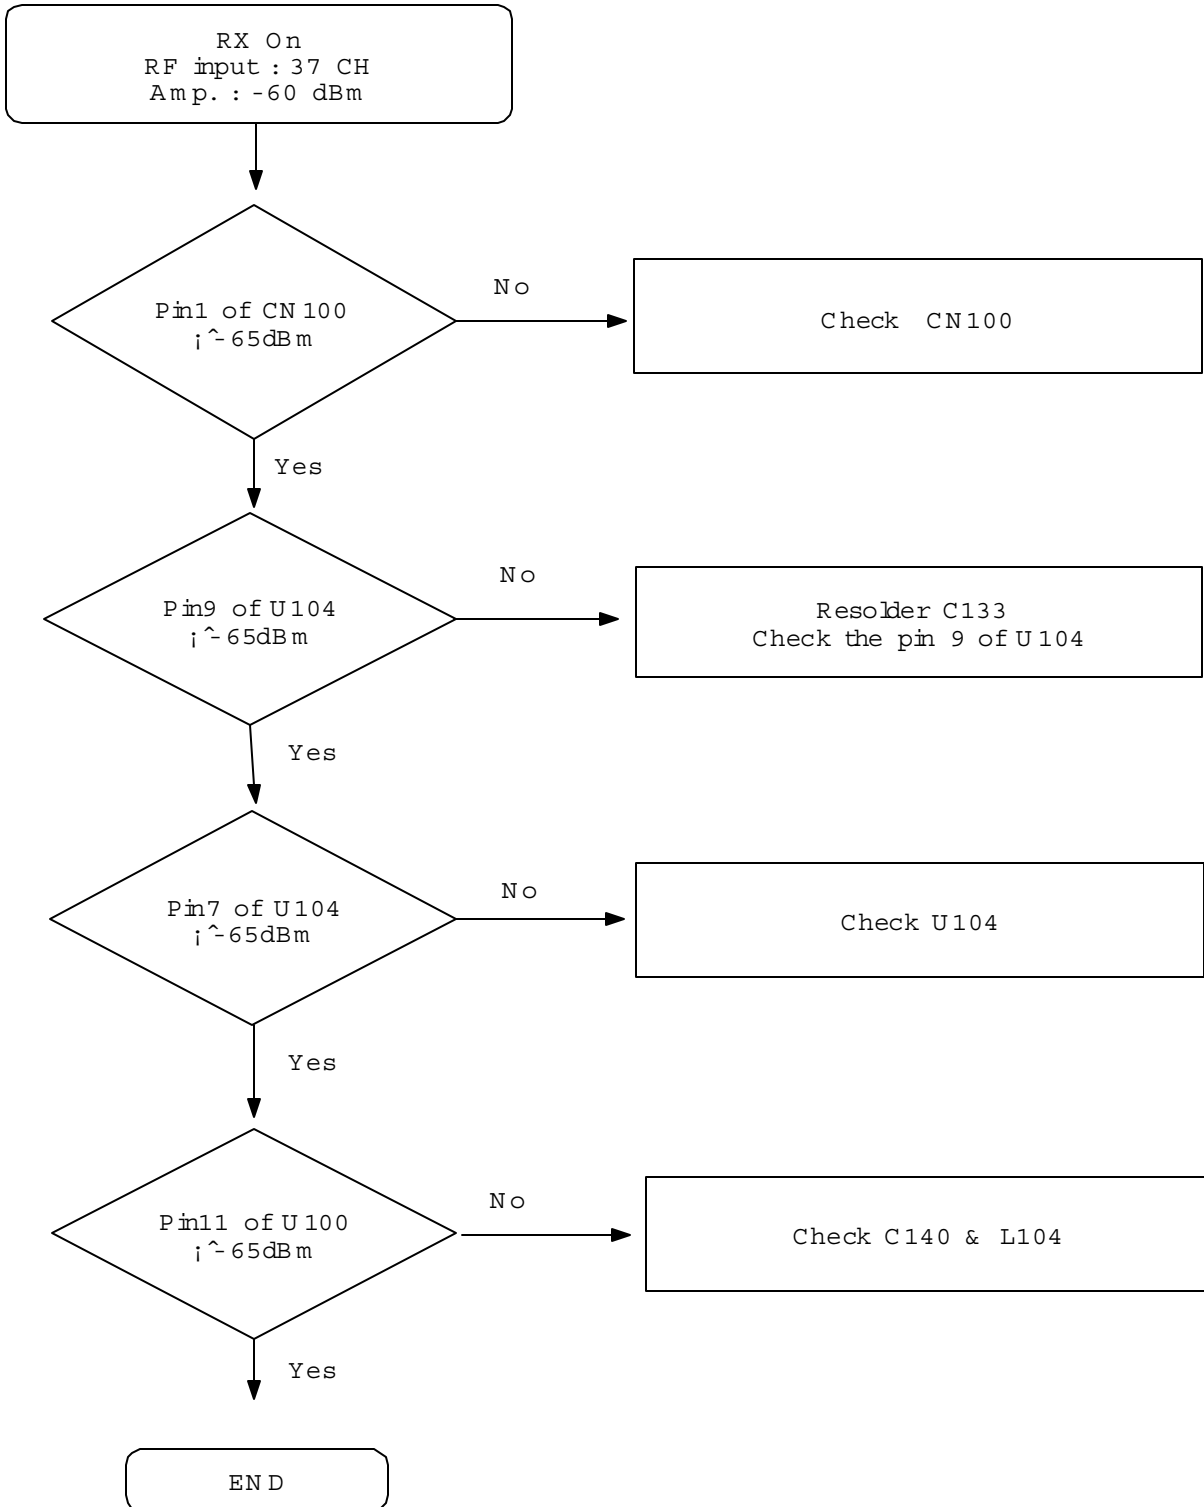 RX On
RF input : 37 CH
Amp. : -60 dBm
Pin1 of CN100
¡^-65dBm
No
Check CN100
Yes
Pin9 of U104
¡^-65dBm
No
Resolder C133
Check the pin 9 of U104
Yes
Pin7 of U104
¡^-65dBm
No
Check U104
Yes
Pin11 of U100
¡^-65dBm
No
Check C140 & L104
Yes
END